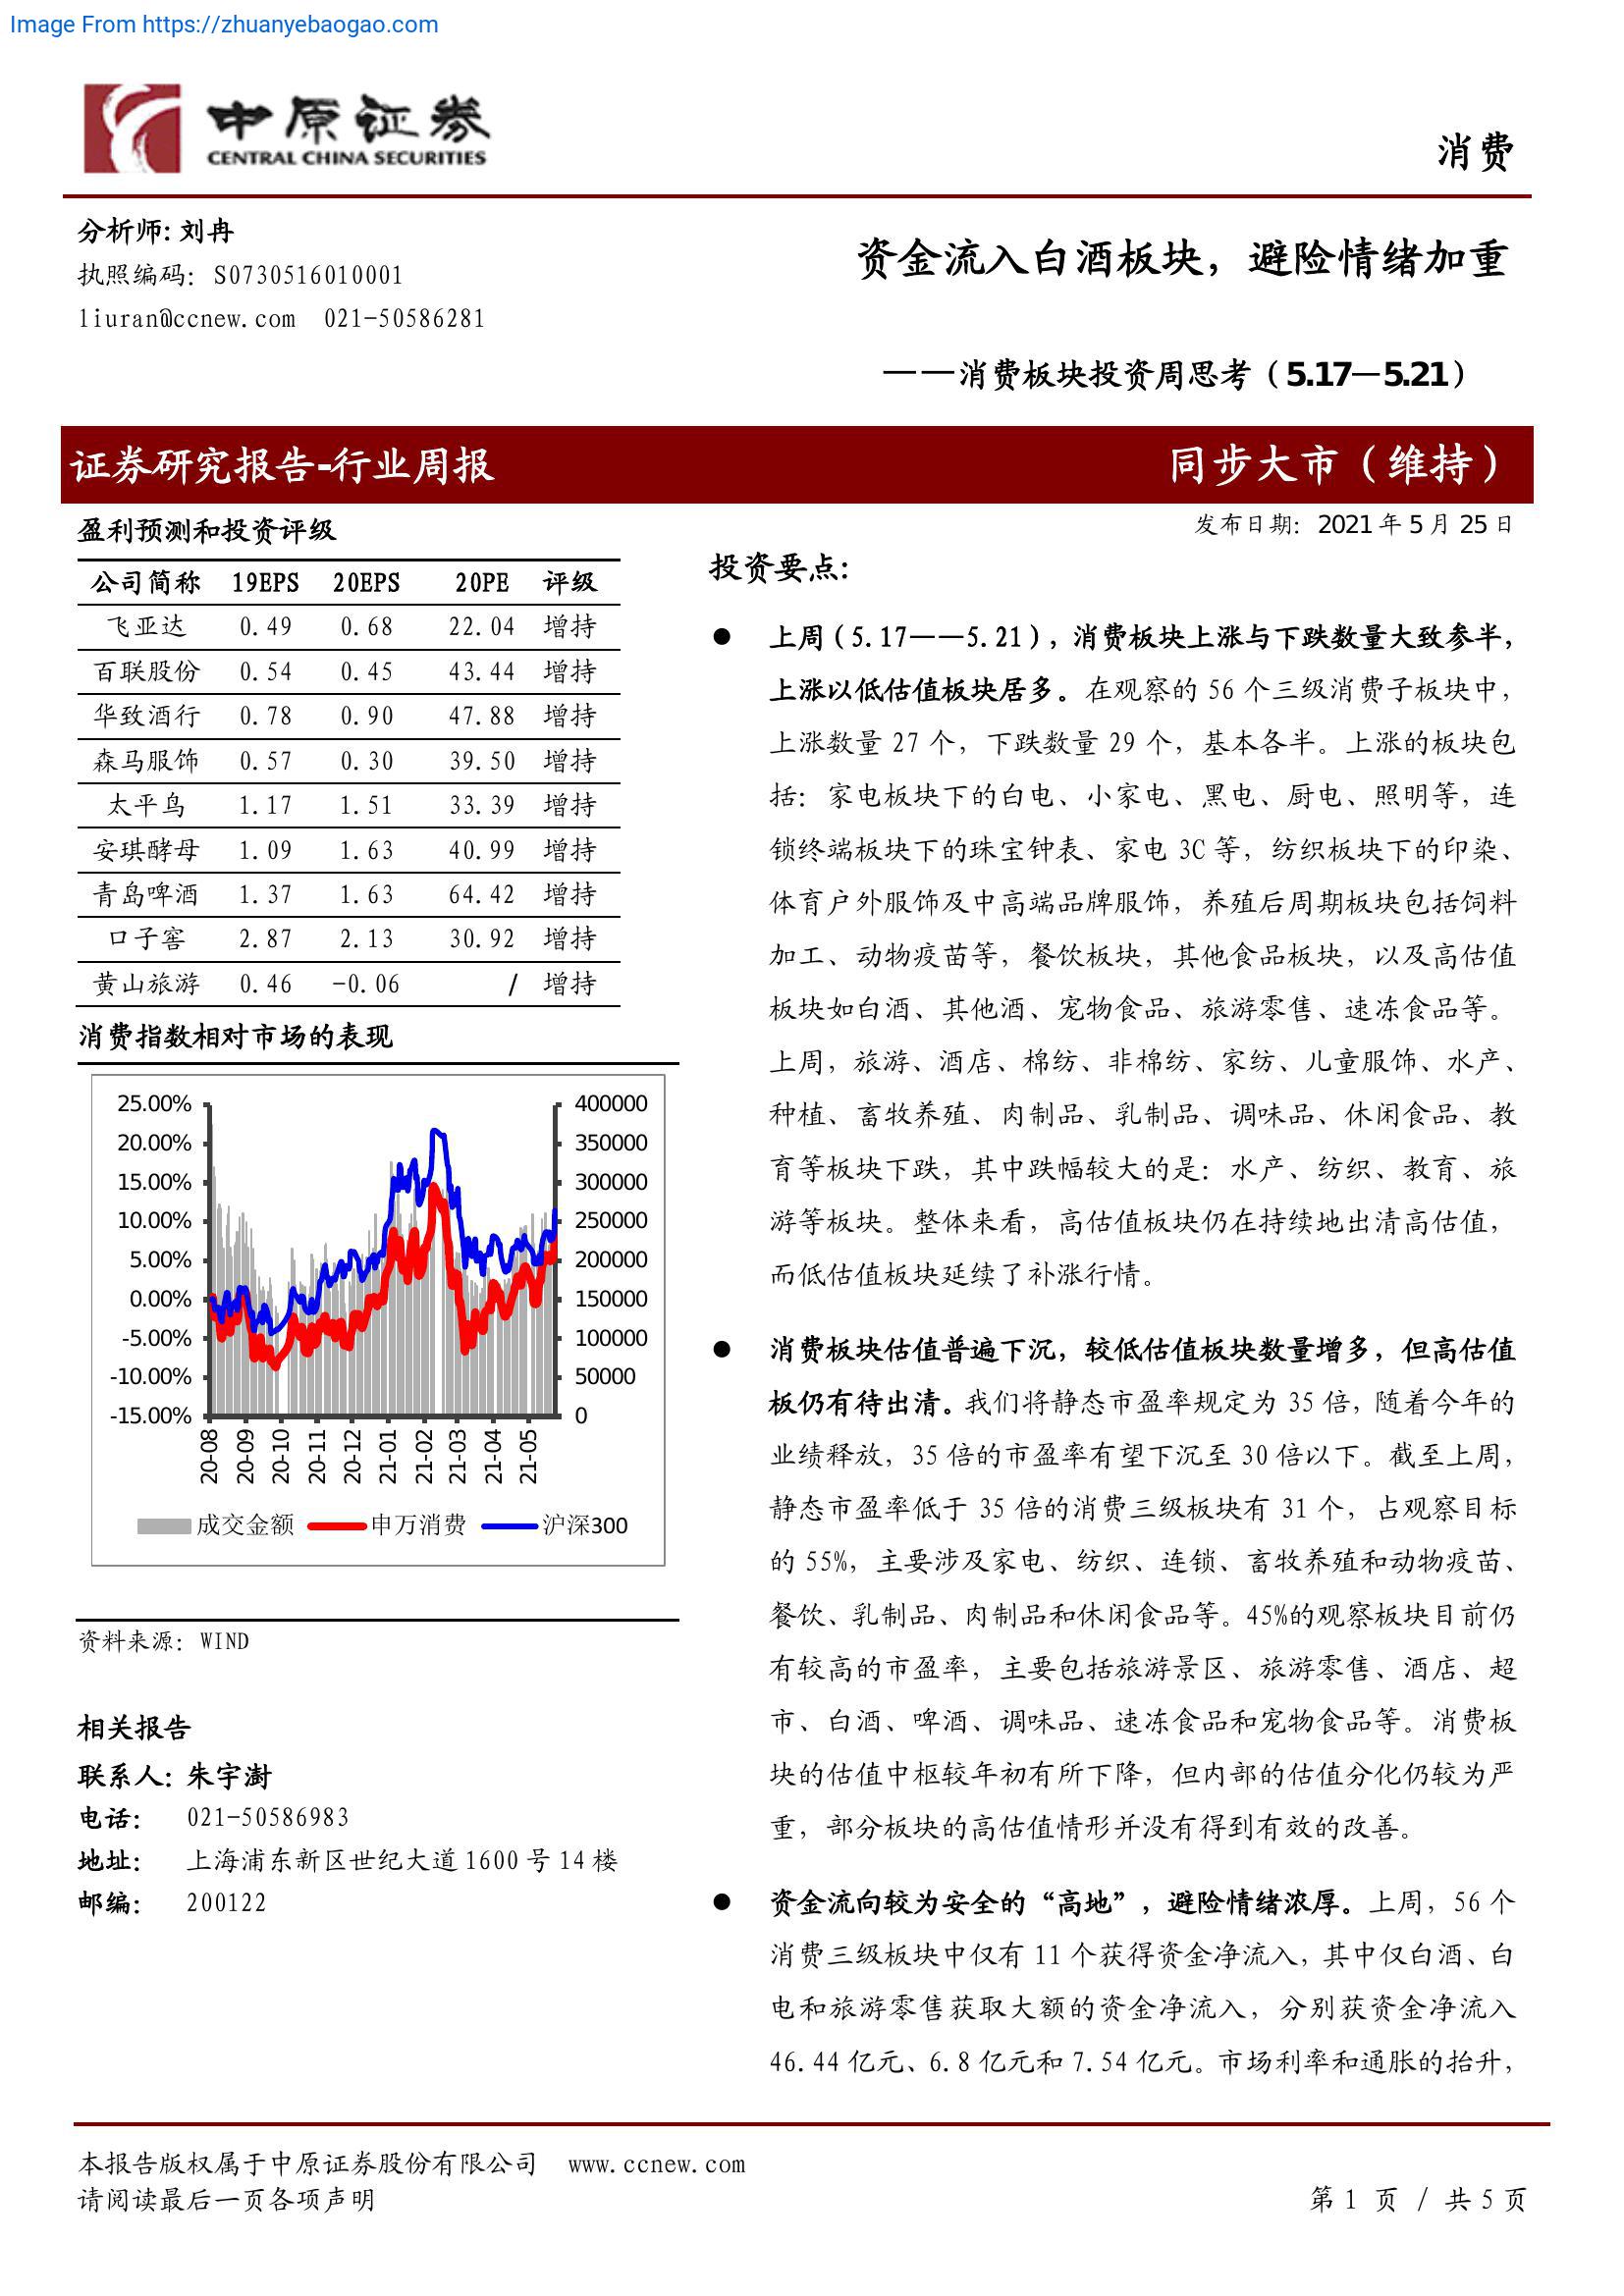 Image From https://zhuanyebaogao.com
中原证券
CENTRAL CHINA SECURITIES
消费
分析师: 刘冉
执照编码: S0730516010001
liuran@ccnew.com 021-50586281
资金流入白酒板块，避险情绪加重
——消费板块投资周思考（5.17—5.21）
证券研究报告-行业周报
同步大市（维持）
盈利预测和投资评级
公司简称 19EPS 20EPS 20PE 评级
飞亚达 0.49 0.68 22.04 增持
百联股份 0.54 0.45 43.44 增持
华致酒行 0.78 0.90 47.88 增持
森马服饰 0.57 0.30 39.50 增持
太平鸟 1.17 1.51 33.39 增持
安琪酵母 1.09 1.63 40.99 增持
青岛啤酒 1.37 1.63 64.42 增持
口子窖 2.87 2.13 30.92 增持
黄山旅游 0.46 -0.06 / 增持
消费指数相对市场的表现
25.00% 400000
20.00% 350000
15.00% 300000
10.00% 250000
5.00% 200000
0.00% 150000
-5.00% 100000
-10.00% 50000
-15.00% 0
20-08 20-09 20-10 20-11 20-12 21-01 21-02 21-03 21-04 21-05
成交金额 申万消费 沪深300
资料来源: WIND
相关报告
联系人: 朱宇澍
电话: 021-50586983
地址: 上海浦东新区世纪大道1600号14楼
邮编: 200122
发布日期: 2021年5月25日
投资要点:
● 上周（5.17——5.21），消费板块上涨与下跌数量大致参半，
上涨以低估值板块居多。在观察的 56 个三级消费子板块中，
上涨数量 27 个，下跌数量 29 个，基本各半。上涨的板块包
括：家电板块下的白电、小家电、黑电、厨电、照明等，连
锁终端板块下的珠宝钟表、家电 3C 等，纺织板块下的印染、
体育户外服饰及中高端品牌服饰，养殖后周期板块包括饲料
加工、动物疫苗等，餐饮板块，其他食品板块，以及高估值
板块如白酒、其他酒、宠物食品、旅游零售、速冻食品等。
上周，旅游、酒店、棉纺、非棉纺、家纺、儿童服饰、水产、
种植、畜牧养殖、肉制品、乳制品、调味品、休闲食品、教
育等板块下跌，其中跌幅较大的是：水产、纺织、教育、旅
游等板块。整体来看，高估值板块仍在持续地出清高估值，
而低估值板块延续了补涨行情。
● 消费板块估值普遍下沉，较低估值板块数量增多，但高估值
板仍有待出清。我们将静态市盈率规定为 35 倍，随着今年的
业绩释放，35 倍的市盈率有望下沉至 30 倍以下。截至上周，
静态市盈率低于 35 倍的消费三级板块有 31 个，占观察目标
的 55%，主要涉及家电、纺织、连锁、畜牧养殖和动物疫苗、
餐饮、乳制品、肉制品和休闲食品等。45%的观察板块目前仍
有较高的市盈率，主要包括旅游景区、旅游零售、酒店、超
市、白酒、啤酒、调味品、速冻食品和宠物食品等。消费板
块的估值中枢较年初有所下降，但内部的估值分化仍较为严
重，部分板块的高估值情形并没有得到有效的改善。
● 资金流向较为安全的“高地”，避险情绪浓厚。上周，56 个
消费三级板块中仅有 11 个获得资金净流入，其中仅白酒、白
电和旅游零售获取大额的资金净流入，分别获资金净流入
46.44 亿元、6.8 亿元和 7.54 亿元。市场利率和通胀的抬升，
本报告版权属于中原证券股份有限公司 www.ccnew.com
请阅读最后一页各项声明
第 1 页 / 共 5 页